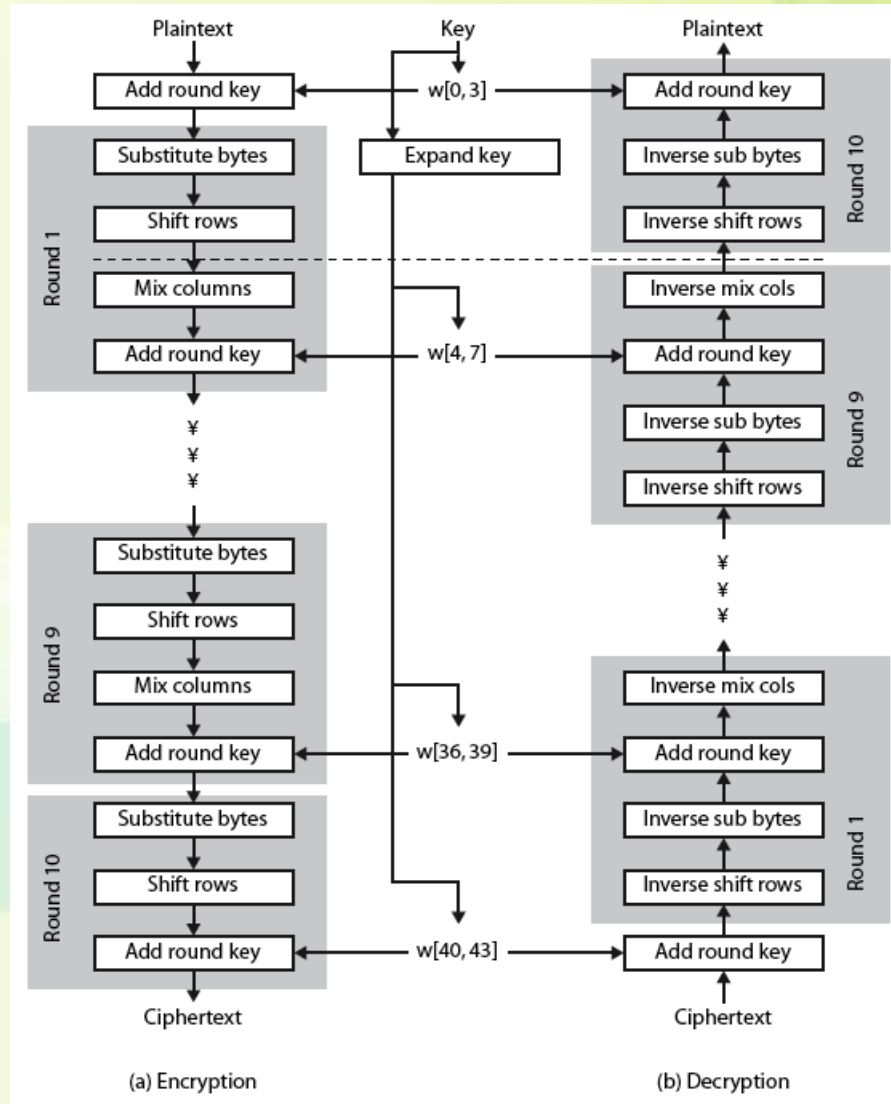 Plaintext
Key
Plaintext
Add round key
w[0, 3]
Add round key
Substitute bytes
Expand key
Inverse sub bytes
Round 10
Shift rows
Inverse shift rows
Round 1
Mix columns
Inverse mix cols
Add round key
w[4, 7]
Add round key
Round 9
¥
¥
¥
Inverse sub bytes
Inverse shift rows
Substitute bytes
¥
¥
¥
Shift rows
Round 9
Mix columns
Inverse mix cols
Add round key
w[36, 39]
Add round key
Substitute bytes
Inverse sub bytes
Round 1
Round 10
Shift rows
Inverse shift rows
Add round key
w[40, 43]
Add round key
Ciphertext
Ciphertext
(a) Encryption
(b) Decryption